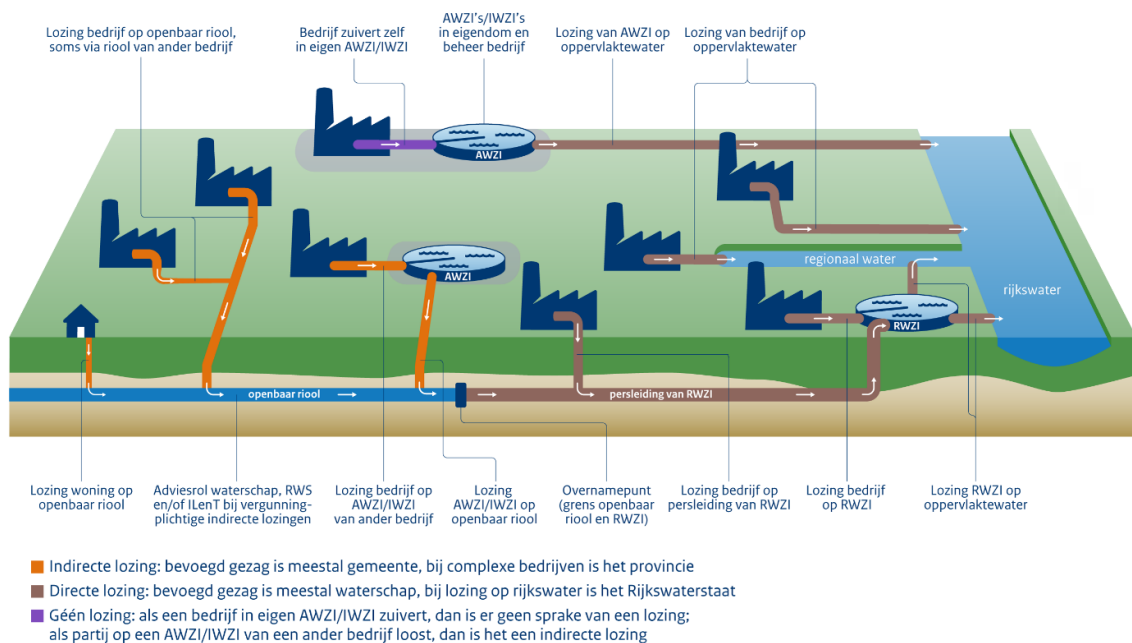 Lozing bedrijf op openbaar riool,
soms via riool van ander bedrijf
Bedrijf zuivert zelf
in eigen AWZI/IWZI
AWZI's/IWZI's
in eigendom en
beheer bedrijf
Lozing van AWZI op
oppervlaktewater
Lozing van bedrijf op
oppervlaktewater
AWZI
AWZI
regionaal water
rijkswater
RWZI
openbaar riool
persleiding van RWZI
Lozing woning op
openbaar riool
Adviesrol waterschap, RWS
en/of ILenT bij vergunning-
plichtige indirecte lozingen
Lozing bedrijf op
AWZI/IWZI
van ander bedrijf
Lozing
AWZI/IWZI op
openbaar riool
Overnamepunt
(grens openbaar
riool en RWZI)
Lozing bedrijf op
persleiding van RWZI
Lozing bedrijf
op RWZI
Lozing RWZI op
oppervlaktewater
Indirecte lozing: bevoegd gezag is meestal gemeente, bij complexe bedrijven is het provincie
Directe lozing: bevoegd gezag is meestal waterschap, bij lozing op rijkswater is het Rijkswaterstaat
Géén lozing: als een bedrijf in eigen AWZI/IWZI zuivert, dan is er geen sprake van een lozing;
als partij op een AWZI/IWZI van een ander bedrijf loost, dan is het een indirecte lozing